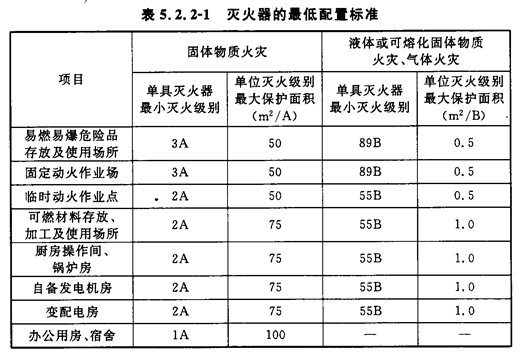 表5.2.2-1 灭火器的最低配置标准
项目
固体物质火灾
液体或可熔化固体物质
火灾、气体火灾
单具灭火器
最小灭火级别
单位灭火级别
最大保护面积
(m²/A)
单具灭火器
最小灭火级别
单位灭火级别
最大保护面积
(m²/B)
易燃易爆危险品
存放及使用场所
3A
50
89B
0.5
固定动火作业场
3A
50
89B
0.5
临时动火作业点
2A
50
55B
0.5
可燃材料存放、
加工及使用场所
2A
75
55B
1.0
厨房操作间、
锅炉房
2A
75
55B
1.0
自备发电机房
2A
75
55B
1.0
变配电房
2A
75
55B
1.0
办公用房、宿舍
1A
100
—
—